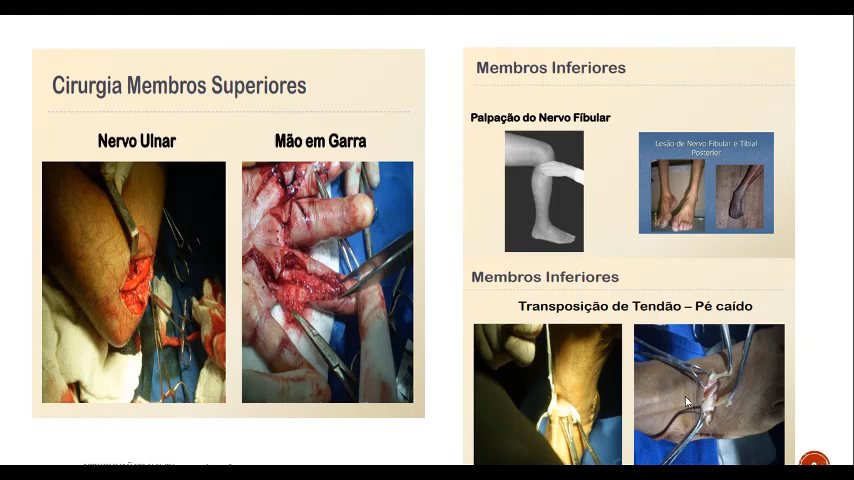 Cirurgia Membros Superiores
Nervo Ulnar
Mão em Garra
Membros Inferiores
Palpação do Nervo Fíbular
Lesão de Nervo Fibular e Tibial
Posterior
Membros Inferiores
Transposição de Tendão – Pé caído